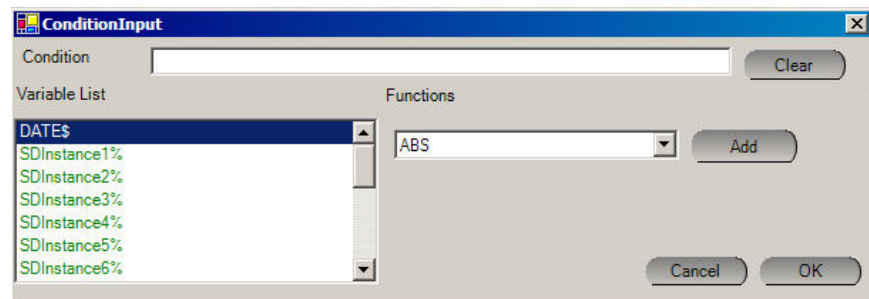 ConditionInput
Condition
Clear
Variable List
Functions
DATE$
SDInstance1%
SDInstance2%
SDInstance3%
SDInstance4%
SDInstance5%
SDInstance6%
ABS
Add
Cancel
OK